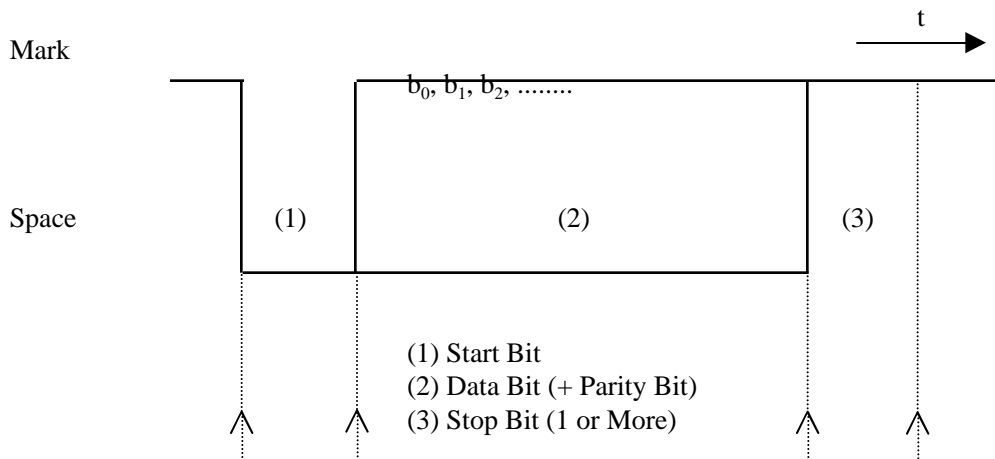 t
Mark
b₀, b₁, b₂, ........
Space
(1)
(2)
(3)
(1) Start Bit
(2) Data Bit (+ Parity Bit)
(3) Stop Bit (1 or More)